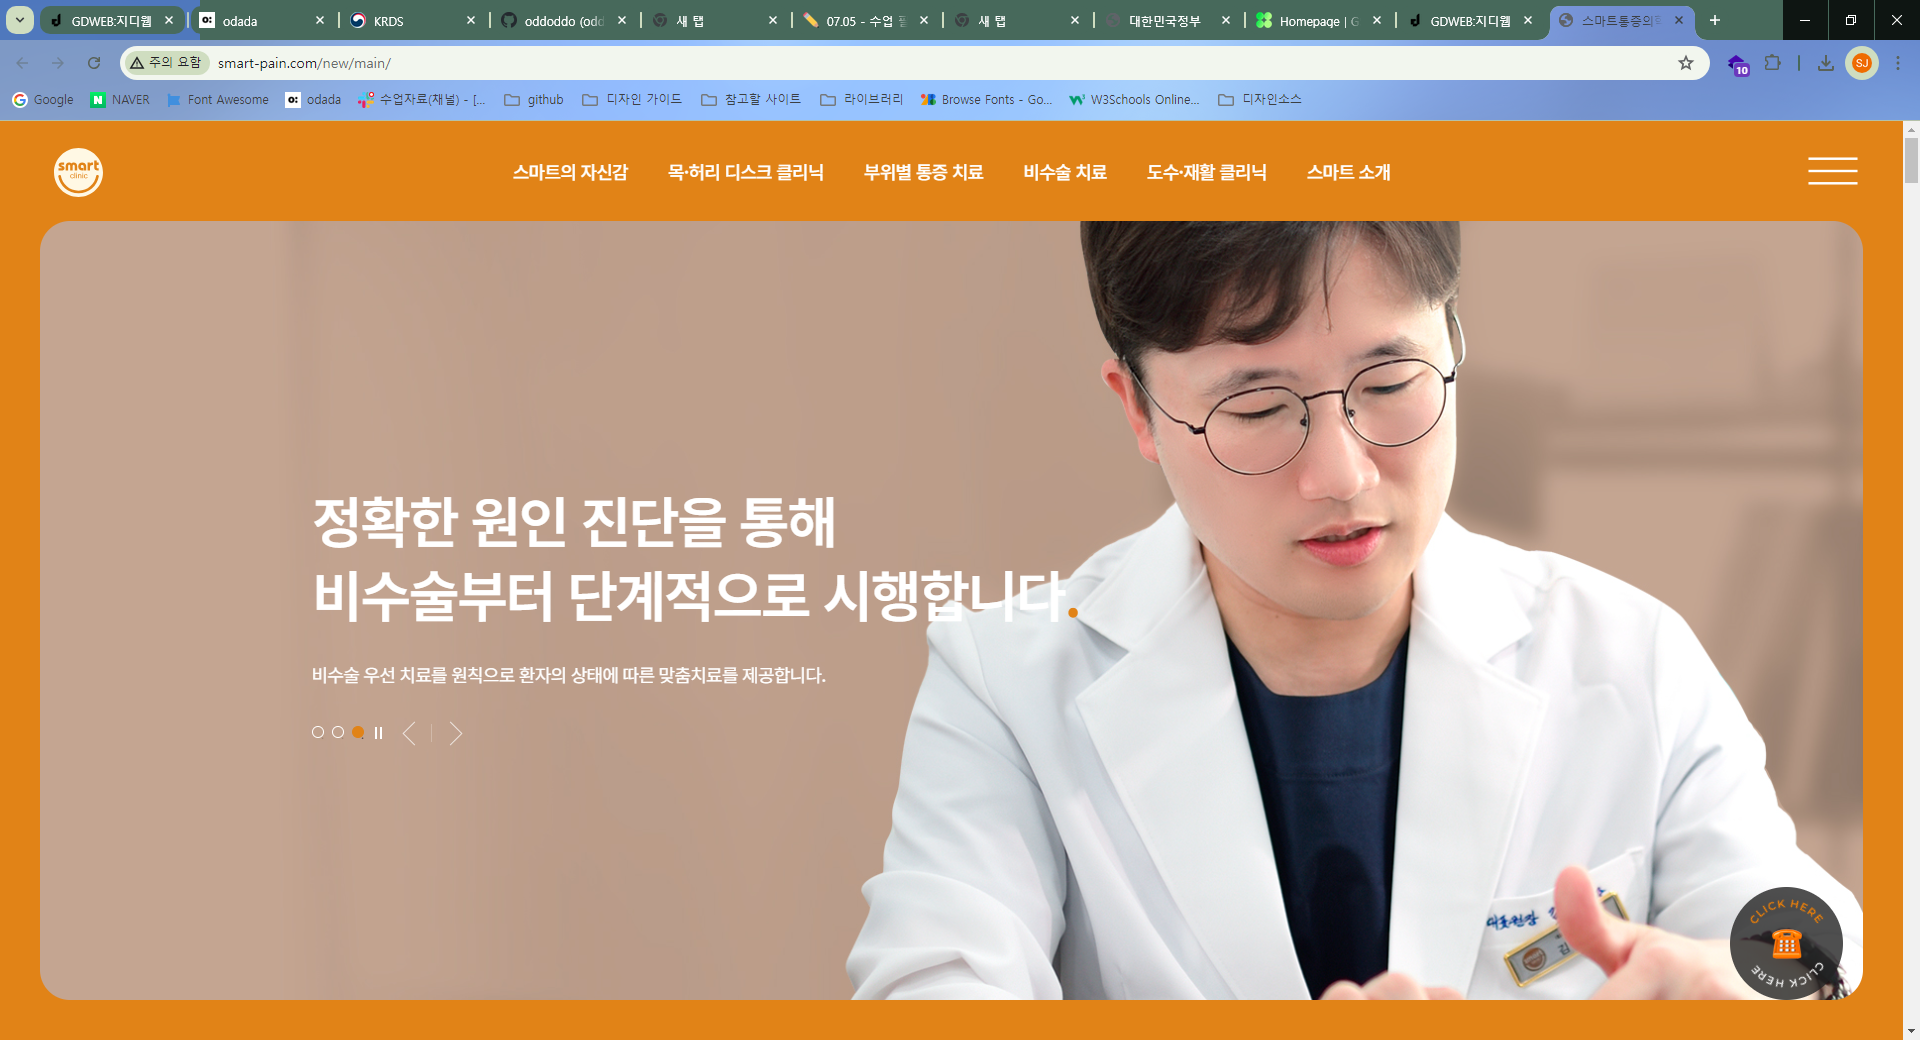 GDWEB:지디웹
odada
KRDS
oddoddo (odd
새 탭
07.05 - 수업
새 탭
대한민국정부
Homepage | G
GDWEB:지디웹
스마트통증의학
주의 요함
smart-pain.com/new/main/
10
SJ
Google
NAVER
Font Awesome
odada
수업자료(채널) - [...
github
디자인 가이드
참고할 사이트
라이브러리
Browse Fonts - Go...
W3Schools Online...
디자인소스
smart
clinic
스마트의 자신감
목·허리 디스크 클리닉
부위별 통증 치료
비수술 치료
도수·재활 클리닉
스마트 소개
정확한 원인 진단을 통해
비수술부터 단계적으로 시행합니다.
비수술 우선 치료를 원칙으로 환자의 상태에 따른 맞춤치료를 제공합니다.
대표원장
CLICK HERE
CLICK HERE